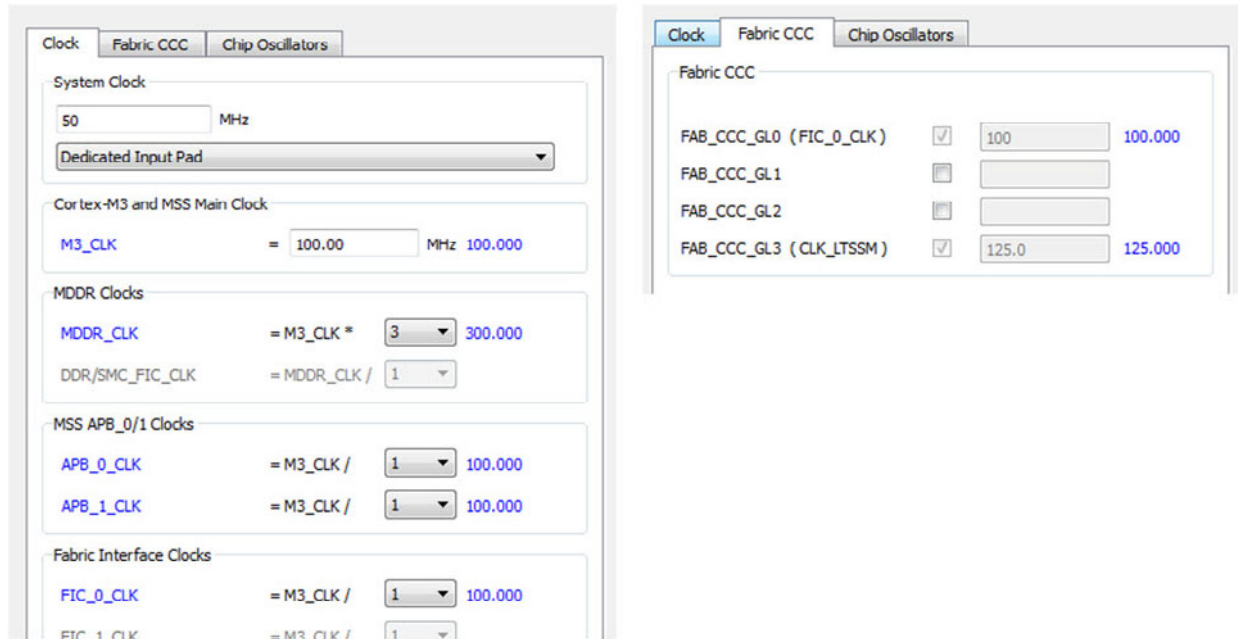 Clock Fabric CCC Chip Oscillators
System Clock
50 MHz
Dedicated Input Pad
Cortex-M3 and MSS Main Clock
M3_CLK = 100.00 MHz 100.000
MDDR Clocks
MDDR_CLK = M3_CLK * 3 300.000
DDR/SMC_FIC_CLK = MDDR_CLK / 1
MSS APB_0/1 Clocks
APB_0_CLK = M3_CLK / 1 100.000
APB_1_CLK = M3_CLK / 1 100.000
Fabric Interface Clocks
FIC_0_CLK = M3_CLK / 1 100.000
FIC_1_CLK = M3_CLK / 1
Clock Fabric CCC Chip Oscillators
Fabric CCC
FAB_CCC_GL0 (FIC_0_CLK) 100 100.000
FAB_CCC_GL1
FAB_CCC_GL2
FAB_CCC_GL3 (CLK_LTSSM) 125.0 125.000